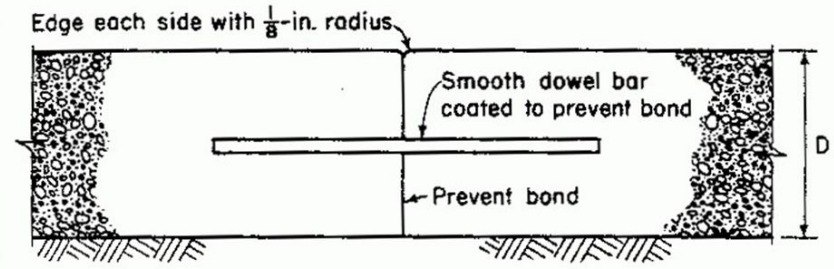 Edge each side with 1/8-in. radius
Smooth dowel bar
coated to prevent bond
D
Prevent bond